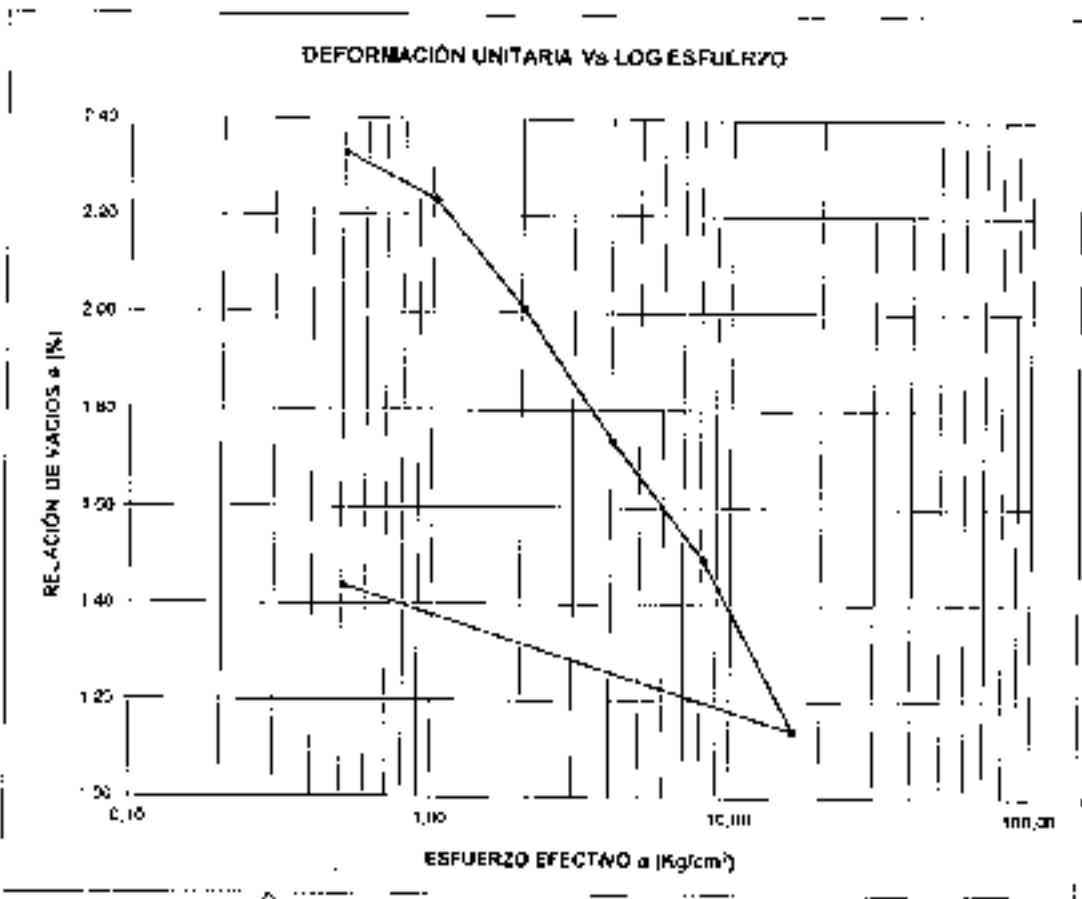 DEFORMACIÓN UNITARIA Vs LOG ESFUERZO
2.40
2.20
2.00
1.80
1.60
1.40
1.20
1.00
RELACIÓN DE VACIOS e (%)
0,10 1,00 10,00 100,00
ESFUERZO EFECTIVO σ (Kg/cm²)